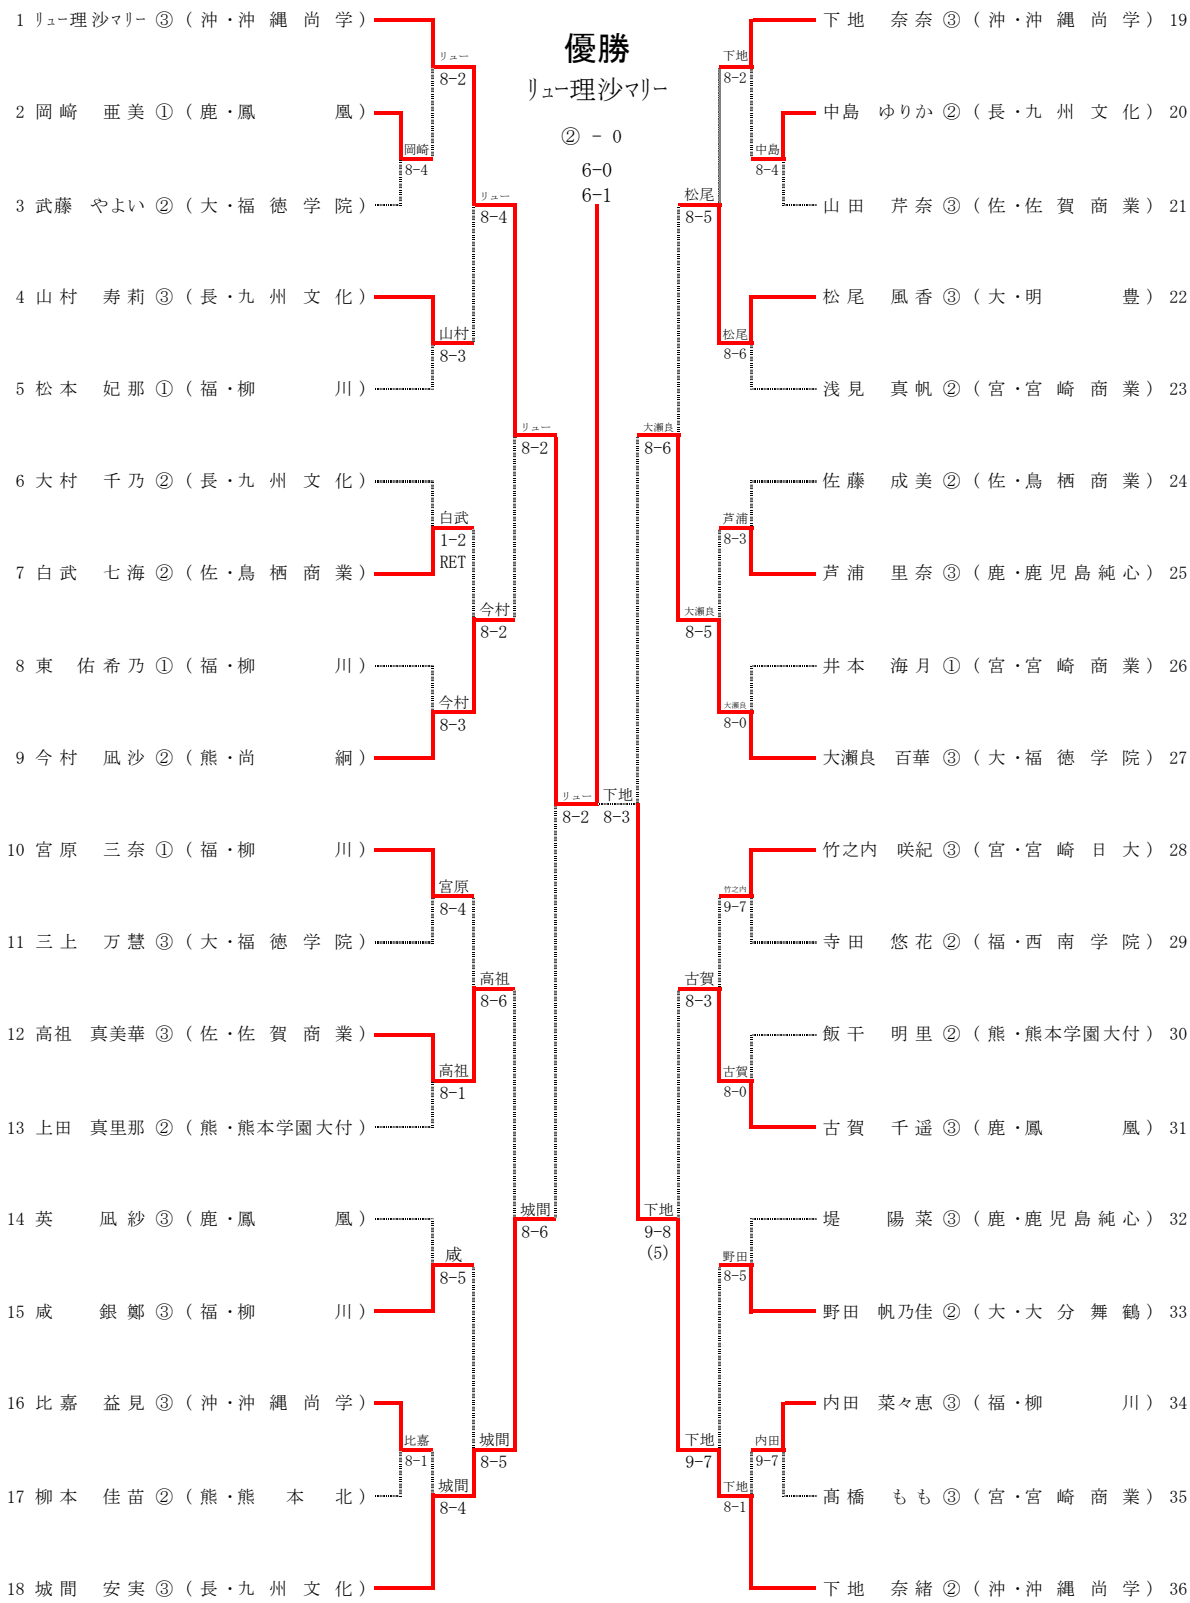 優勝
リュー理沙マリー
② - 0
6-0
6-1
1 リュー理沙マリー ③ (沖・沖縄尚学)
2 岡﨑 亜美 ① (鹿・鳳凰)
3 武藤 やよい ② (大・福徳学院)
4 山村 寿莉 ③ (長・九州文化)
5 松本 妃那 ① (福・柳川)
6 大村 千乃 ② (長・九州文化)
7 白武 七海 ② (佐・鳥栖商業)
8 東 佑希乃 ① (福・柳川)
9 今村 凪沙 ② (熊・尚絅)
10 宮原 三奈 ① (福・柳川)
11 三上 万慧 ③ (大・福徳学院)
12 高祖 真美華 ③ (佐・佐賀商業)
13 上田 真里那 ② (熊・熊本学園大付)
14 英 凪紗 ③ (鹿・鳳凰)
15 咸 銀鄭 ③ (福・柳川)
16 比嘉 益見 ③ (沖・沖縄尚学)
17 柳本 佳苗 ② (熊・熊本北)
18 城間 安実 ③ (長・九州文化)
岡崎
8-4
リュー
8-2
山村
8-3
白武
1-2
RET
今村
8-3
宮原
8-4
高祖
8-1
咸
8-5
比嘉
8-1
城間
8-4
リュー
8-4
今村
8-2
高祖
8-6
城間
8-5
リュー
8-2
城間
8-6
リュー
8-2
下地
8-3
大瀬良
8-6
下地
9-8
(5)
松尾
8-5
大瀬良
8-5
古賀
8-3
下地
9-7
下地
8-2
中島
8-4
松尾
8-6
芦浦
8-3
大瀬良
8-0
竹之内
9-7
古賀
8-0
野田
8-5
内田
9-7
下地
8-1
下地 奈奈 ③ (沖・沖縄尚学) 19
中島 ゆりか ② (長・九州文化) 20
山田 芹奈 ③ (佐・佐賀商業) 21
松尾 風香 ③ (大・明豊) 22
浅見 真帆 ② (宮・宮崎商業) 23
佐藤 成美 ② (佐・鳥栖商業) 24
芦浦 里奈 ③ (鹿・鹿児島純心) 25
井本 海月 ① (宮・宮崎商業) 26
大瀬良 百華 ③ (大・福徳学院) 27
竹之内 咲紀 ③ (宮・宮崎日大) 28
寺田 悠花 ② (福・西南学院) 29
飯干 明里 ② (熊・熊本学園大付) 30
古賀 千遥 ③ (鹿・鳳凰) 31
堤 陽菜 ③ (鹿・鹿児島純心) 32
野田 帆乃佳 ② (大・大分舞鶴) 33
内田 菜々恵 ③ (福・柳川) 34
髙橋 もも ③ (宮・宮崎商業) 35
下地 奈緒 ② (沖・沖縄尚学) 36